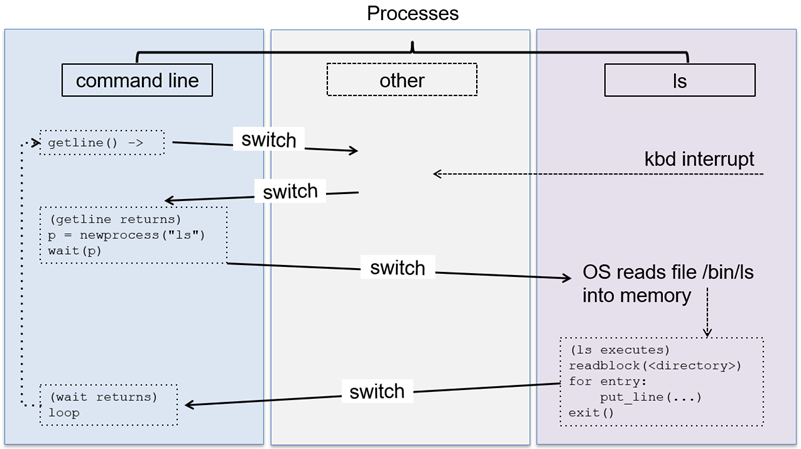 Processes
command line
other
ls
getline() ->
switch
kbd interrupt
switch
(getline returns)
p = newprocess("ls")
wait(p)
switch
OS reads file /bin/ls
into memory
(ls executes)
readblock(<directory>)
for entry:
    put_line(...)
exit()
switch
(wait returns)
loop